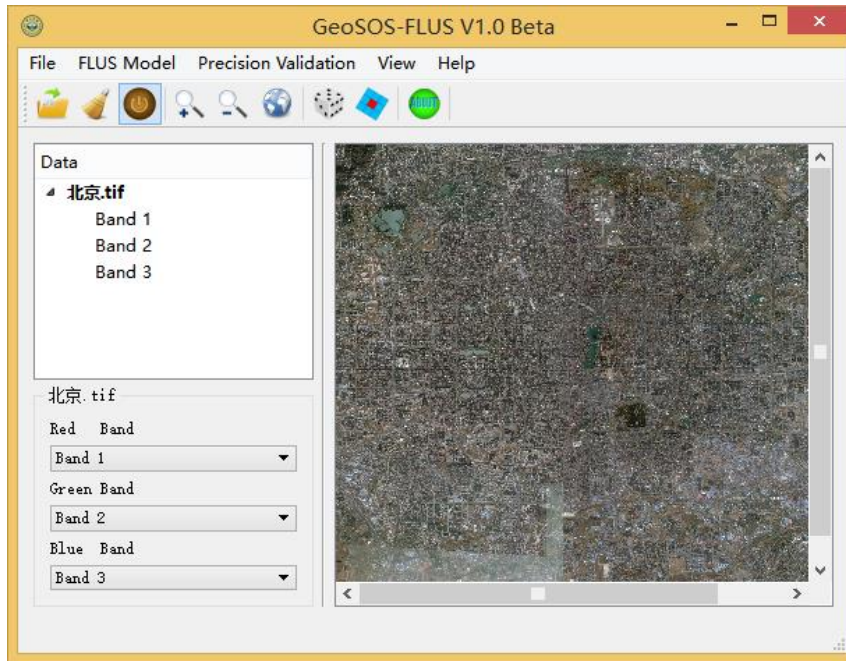 GeoSOS-FLUS V1.0 Beta
File FLUS Model Precision Validation View Help
ABOUT
Data
北京.tif
Band 1
Band 2
Band 3
北京.tif
Red Band
Band 1
Green Band
Band 2
Blue Band
Band 3